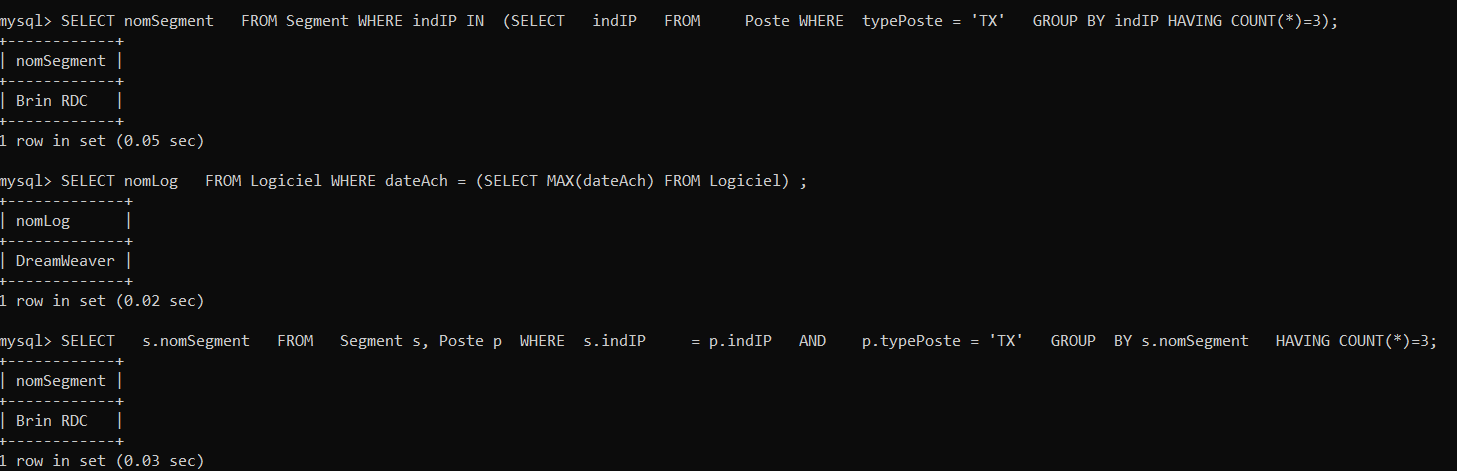 mysql> SELECT nomSegment   FROM Segment WHERE indIP IN  (SELECT   indIP   FROM     Poste WHERE  typePoste = 'TX'   GROUP BY indIP HAVING COUNT(*)=3);
+------------+
| nomSegment |
+------------+
| Brin RDC   |
+------------+
1 row in set (0.05 sec)

mysql> SELECT nomLog   FROM Logiciel WHERE dateAch = (SELECT MAX(dateAch) FROM Logiciel) ;
+-------------+
| nomLog      |
+-------------+
| DreamWeaver |
+-------------+
1 row in set (0.02 sec)

mysql> SELECT   s.nomSegment   FROM   Segment s, Poste p  WHERE  s.indIP     = p.indIP   AND    p.typePoste = 'TX'   GROUP  BY s.nomSegment   HAVING COUNT(*)=3;
+------------+
| nomSegment |
+------------+
| Brin RDC   |
+------------+
1 row in set (0.03 sec)